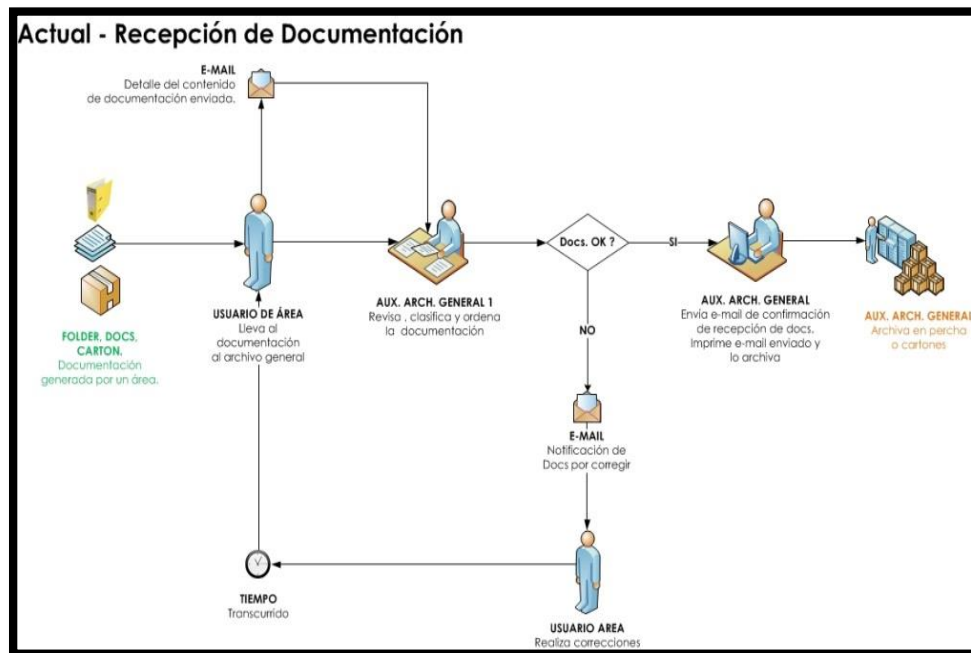 Actual - Recepción de Documentación
E-MAIL
Detalle del contenido
de documentación enviada.
FOLDER, DOCS,
CARTON.
Documentación
generada por un área.
USUARIO DE ÁREA
Lleva al
documentación
al archivo general
AUX. ARCH. GENERAL 1
Revisa , clasifica y ordena
la documentación
Docs. OK ?
SI
AUX. ARCH. GENERAL
Envía e-mail de confirmación
de recepción de docs.
Imprime e-mail enviado y
lo archiva
AUX. ARCH. GENERAL
Archiva en percha
o cartones
NO
E-MAIL
Notificación de
Docs por corregir
USUARIO AREA
Realiza correcciones
TIEMPO
Transcurrido